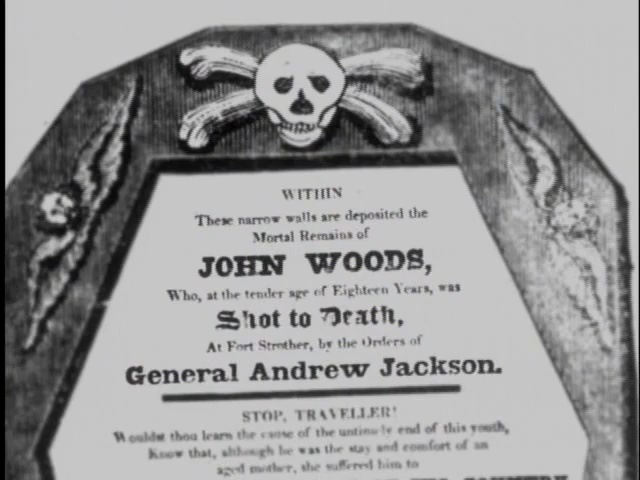 WITHIN
These narrow walls are deposited the
Mortal Remains of
JOHN WOODS,
Who, at the tender age of Eighteen Years, was
Shot to Death,
At Fort Strother, by the Orders of
General Andrew Jackson.
STOP, TRAVELLER!
Wouldst thou learn the cause of the untimely end of this youth,
Know that, although he was the stay and comfort of an
aged mother, she suffered him to
COUNTRY